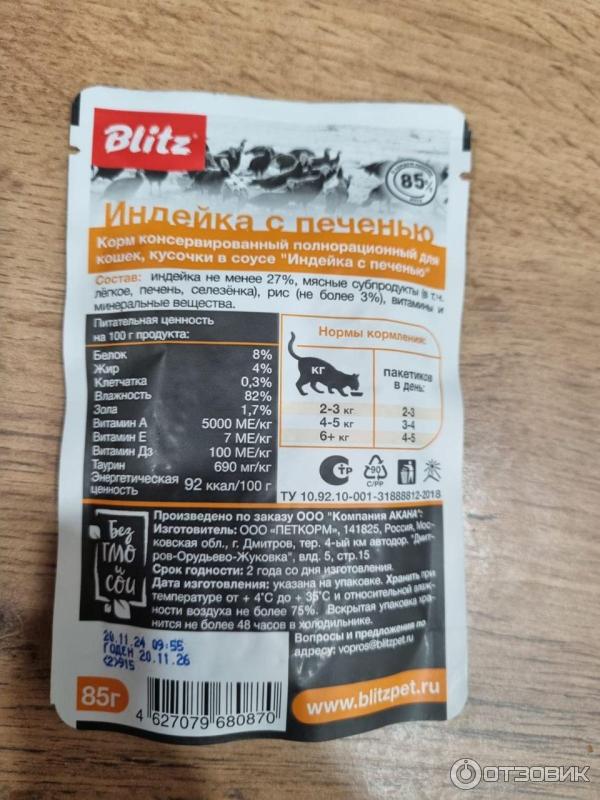 Blitz
85%
Индейка с печенью
Корм консервированный полнорационный для
кошек, кусочки в соусе "Индейка с печенью"
Состав: индейка не менее 27%, мясные субпродукты (в т.ч.
лёгкое, печень, селезёнка), рис (не более 3%), витамины и
минеральные вещества.
Питательная ценность
на 100 г продукта:
Белок 8%
Жир 4%
Клетчатка 0,3%
Влажность 82%
Зола 1,7%
Витамин А 5000 МЕ/кг
Витамин Е 7 МЕ/кг
Витамин Д3 100 МЕ/кг
Таурин 690 мг/кг
Энергетическая
ценность 92 ккал/100 г
Нормы кормления:
кг
пакетиков
в день:
2-3 кг 2-3
4-5 кг 3-4
6+ кг 4-5
СТР
90
C/PP
ТУ 10.92.10-001-31888812-2018
Без
ГМО
и
сои
Произведено по заказу ООО "Компания АКАНА":
Изготовитель: ООО «ПЕТКОРМ», 141825, Россия, Мос-
ковская обл., г. Дмитров, тер. 4-ый км автодор. "Дмит-
ров-Орудьево-Жуковка", влд. 5, стр.15
Срок годности: 2 года со дня изготовления.
Дата изготовления: указана на упаковке. Хранить при
температуре от + 4°С до + 35°С и относительной влаж-
ности воздуха не более 75%. Вскрытая упаковка хра-
нится не более 48 часов в холодильнике.
Вопросы и предложения по
адресу: vopros@blitzpet.ru
20.11.24 09:55
ГОДЕН 20.11.26
<2>915
85г
4 627079 680870
www.blitzpet.ru
ОТЗОВИК